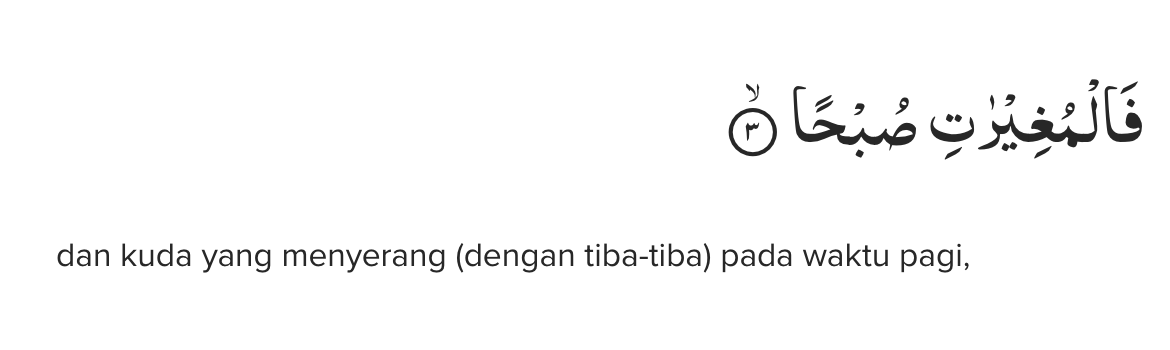 فَالْمُغِيْرٰتِ صُبْحًا ۙ ٣
dan kuda yang menyerang (dengan tiba-tiba) pada waktu pagi,